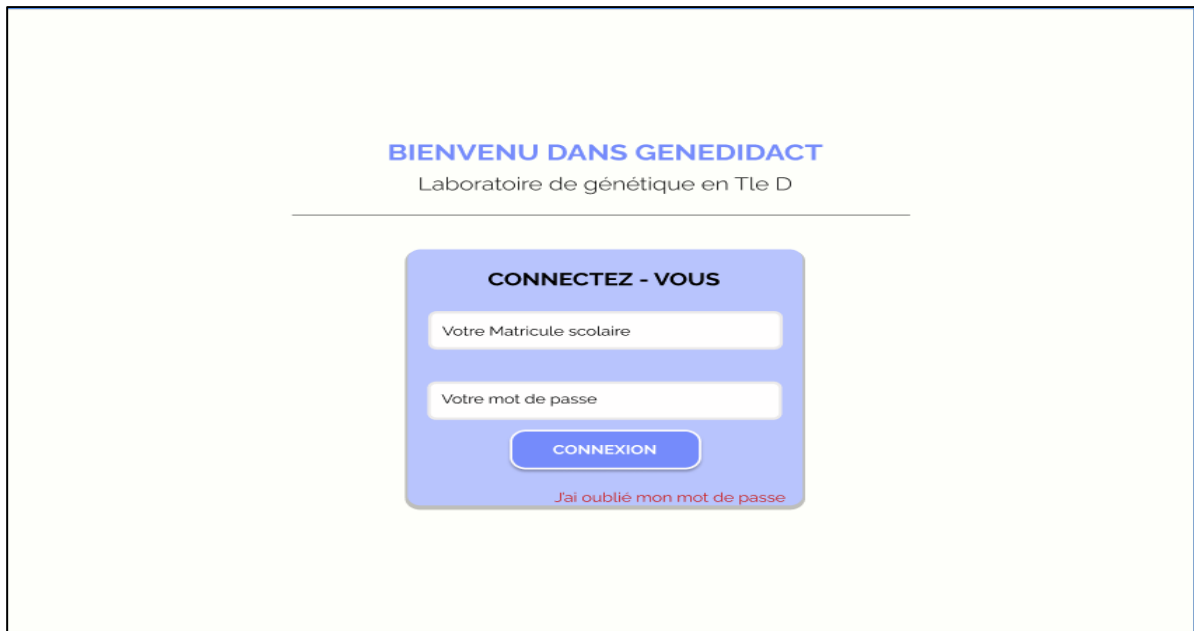 BIENVENU DANS GENEDIDACT
Laboratoire de génétique en Tle D
CONNECTEZ - VOUS
Votre Matricule scolaire
Votre mot de passe
CONNEXION
J'ai oublié mon mot de passe